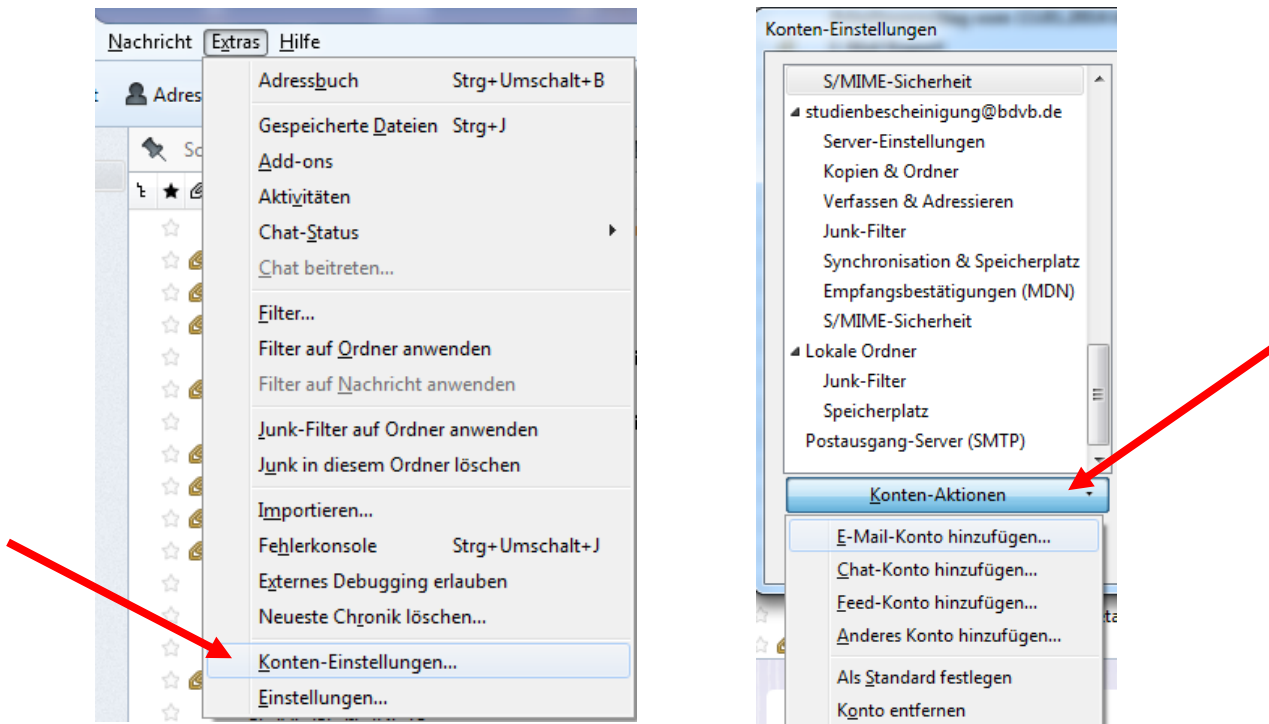 Nachricht Extras Hilfe
Adres
Sc
Adressbuch Strg+Umschalt+B
Gespeicherte Dateien Strg+J
Add-ons
Aktivitäten
Chat-Status
Chat beitreten...
Filter...
Filter auf Ordner anwenden
Filter auf Nachricht anwenden
Junk-Filter auf Ordner anwenden
Junk in diesem Ordner löschen
Importieren...
Fehlerkonsole Strg+Umschalt+J
Externes Debugging erlauben
Neueste Chronik löschen...
Konten-Einstellungen...
Einstellungen...
Konten-Einstellungen
S/MIME-Sicherheit
studienbescheinigung@bdvb.de
Server-Einstellungen
Kopien & Ordner
Verfassen & Adressieren
Junk-Filter
Synchronisation & Speicherplatz
Empfangsbestätigungen (MDN)
S/MIME-Sicherheit
Lokale Ordner
Junk-Filter
Speicherplatz
Postausgang-Server (SMTP)
Konten-Aktionen
E-Mail-Konto hinzufügen...
Chat-Konto hinzufügen...
Feed-Konto hinzufügen...
Anderes Konto hinzufügen...
Als Standard festlegen
Konto entfernen